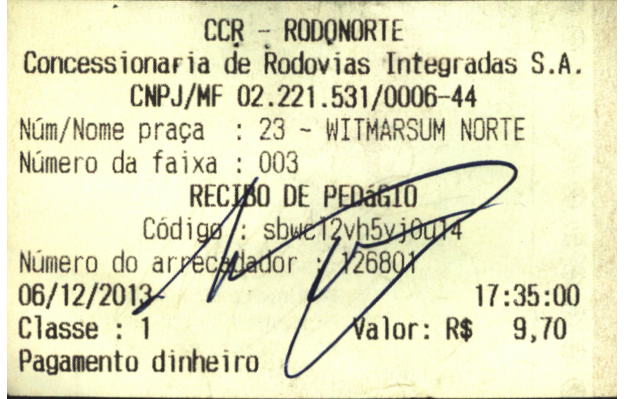 CCR - RODONORTE
Concessionaria de Rodovias Integradas S.A.
CNPJ/MF 02.221.531/0006-44
Núm/Nome praça : 23 - WITMARSUM NORTE
Número da faixa : 003
RECIBO DE PEDáGIO
Código : sbwc12vh5vj0u14
Número do arrecadador : 126801
06/12/2013 17:35:00
Classe : 1 Valor: R$ 9,70
Pagamento dinheiro